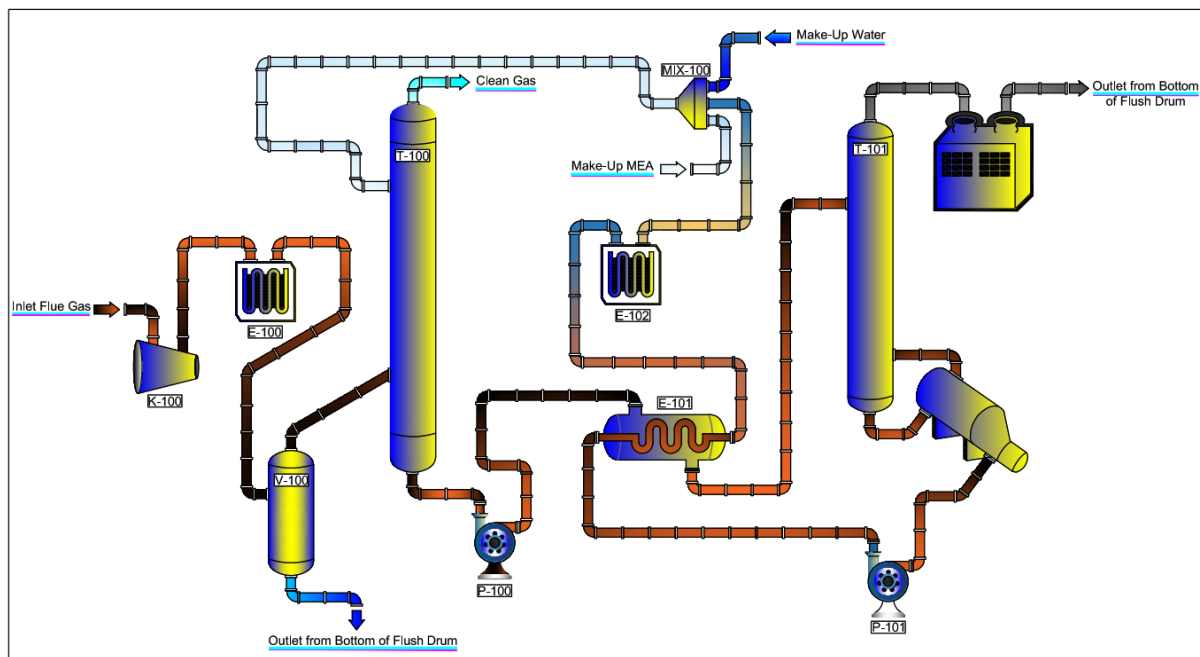 Make-Up Water
MIX-100
Clean Gas
Outlet from Bottom
of Flush Drum
T-100
T-101
Make-Up MEA
Inlet Flue Gas
E-100
E-102
K-100
E-101
V-100
P-100
P-101
Outlet from Bottom of Flush Drum